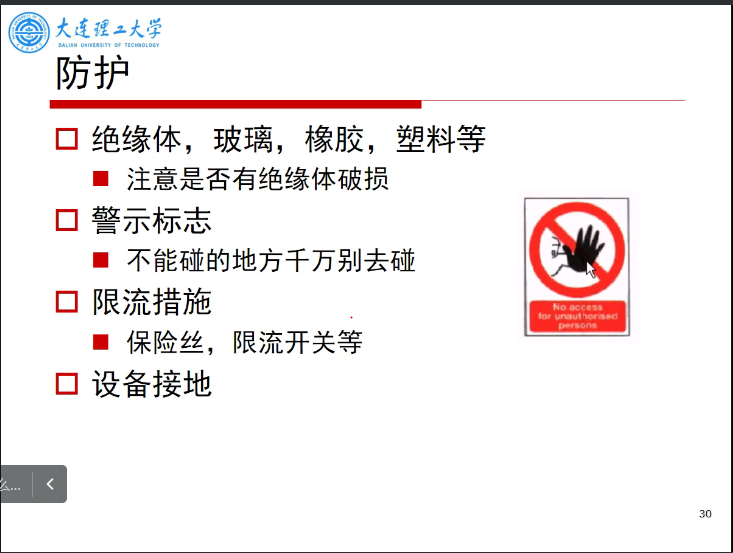 大连理工大学
DALIAN UNIVERSITY OF TECHNOLOGY
防护
绝缘体，玻璃，橡胶，塑料等
注意是否有绝缘体破损
警示标志
不能碰的地方千万别去碰
限流措施
保险丝，限流开关等
设备接地
No access
for unauthorised
persons
么...
30